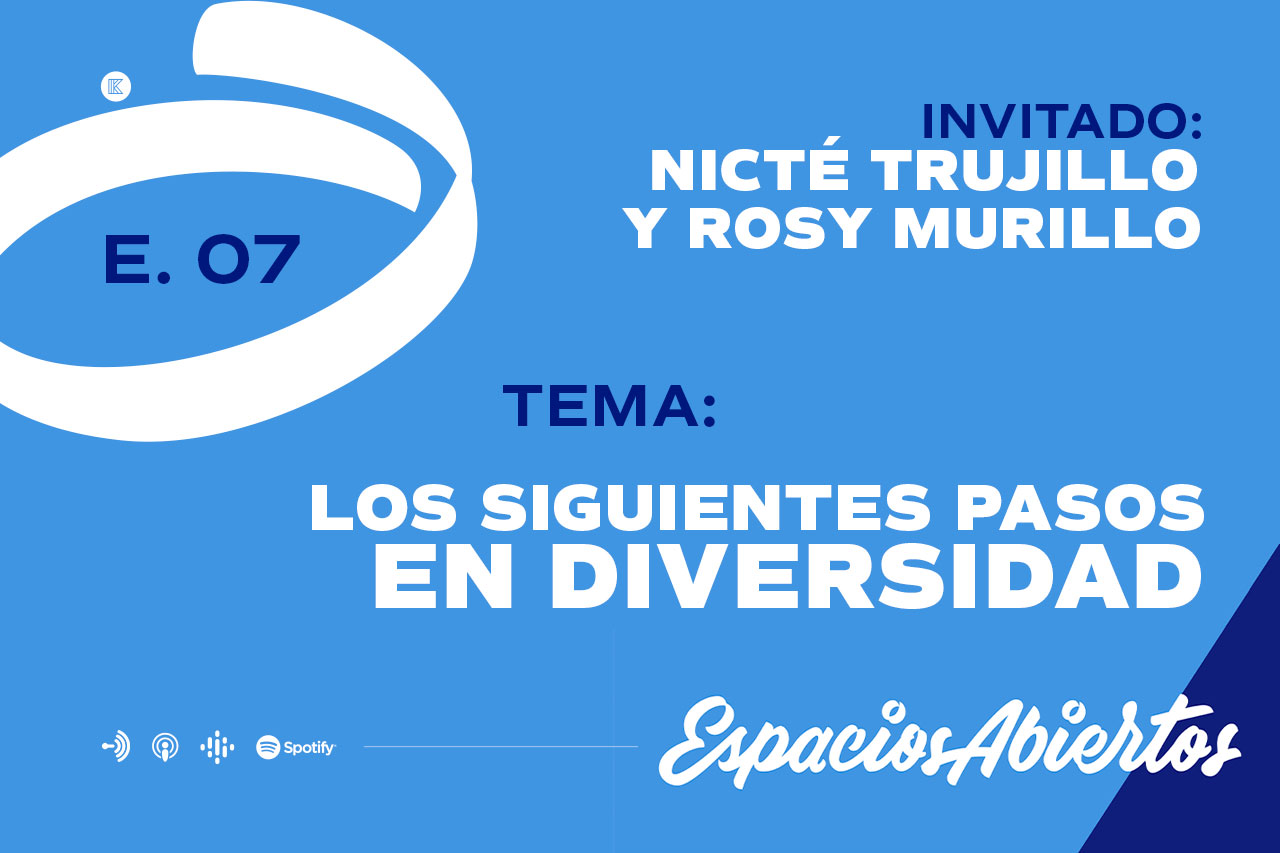 K
E. 07
INVITADO:
NICTÉ TRUJILLO
Y ROSY MURILLO
TEMA:
LOS SIGUIENTES PASOS
EN DIVERSIDAD
Spotify
EspaciosAbiertos